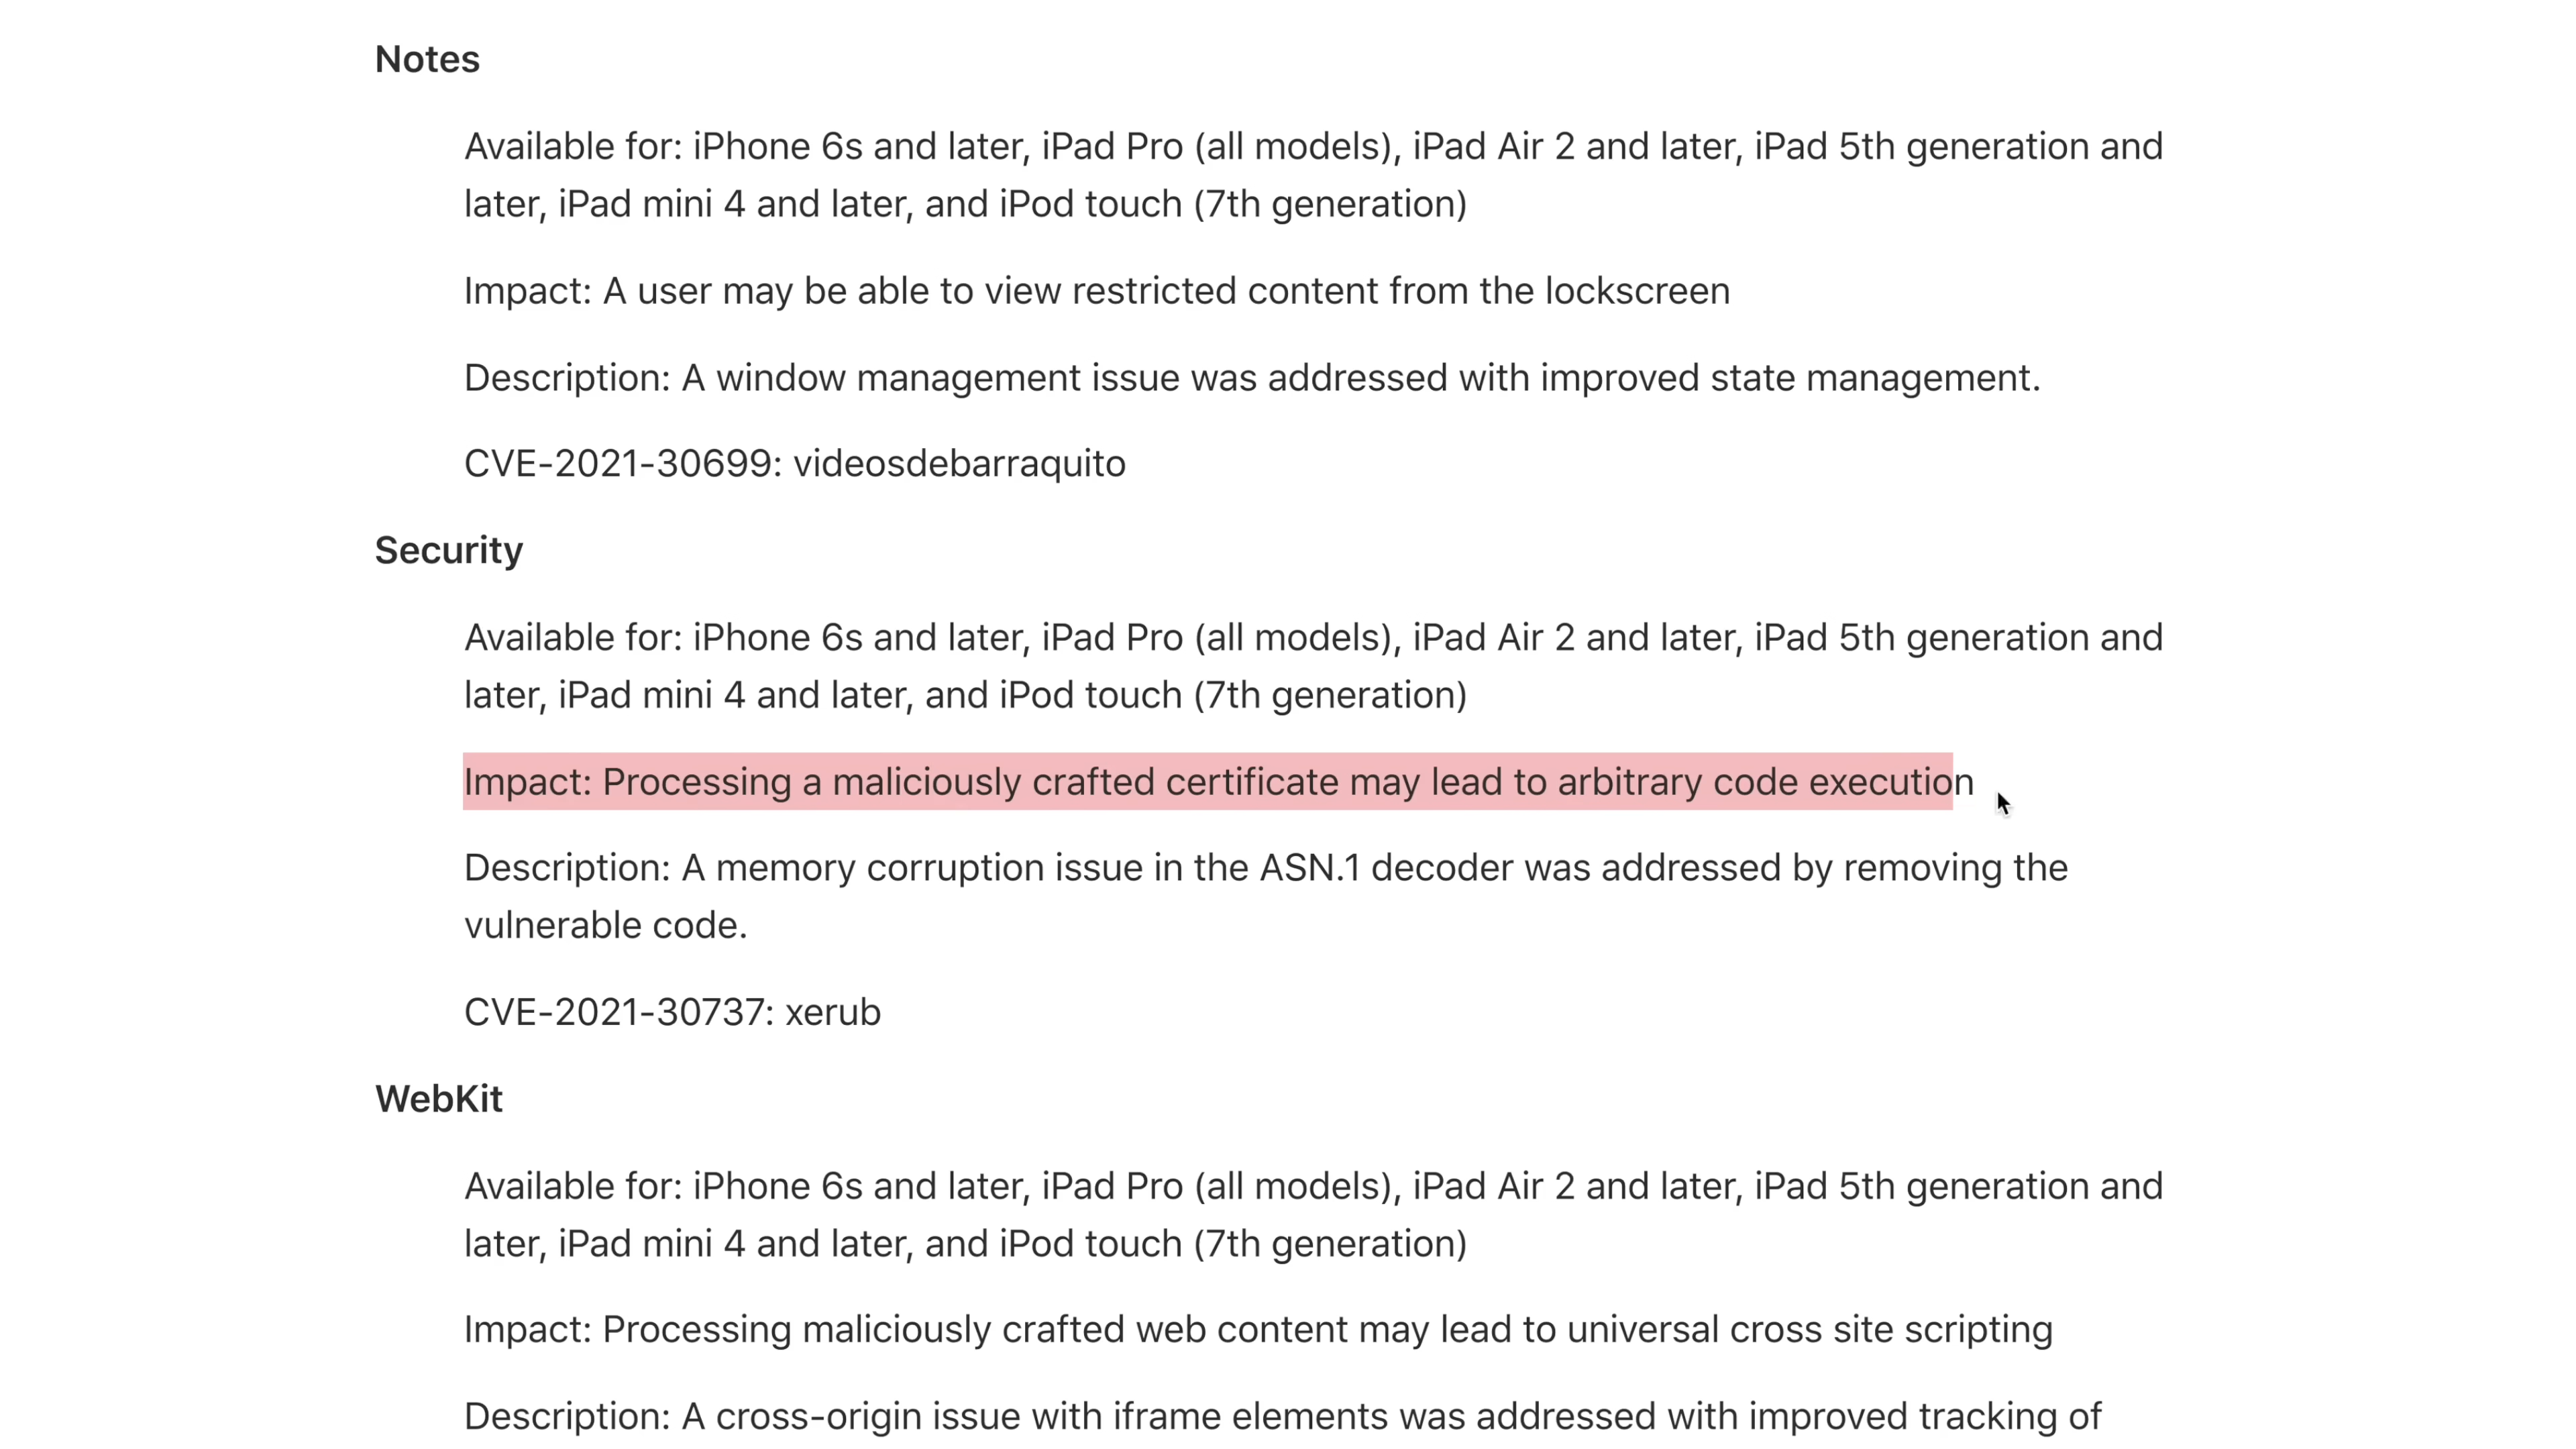 Notes
Available for: iPhone 6s and later, iPad Pro (all models), iPad Air 2 and later, iPad 5th generation and
later, iPad mini 4 and later, and iPod touch (7th generation)
Impact: A user may be able to view restricted content from the lockscreen
Description: A window management issue was addressed with improved state management.
CVE-2021-30699: videosdebarraquito
Security
Available for: iPhone 6s and later, iPad Pro (all models), iPad Air 2 and later, iPad 5th generation and
later, iPad mini 4 and later, and iPod touch (7th generation)
Impact: Processing a maliciously crafted certificate may lead to arbitrary code execution
Description: A memory corruption issue in the ASN.1 decoder was addressed by removing the
vulnerable code.
CVE-2021-30737: xerub
WebKit
Available for: iPhone 6s and later, iPad Pro (all models), iPad Air 2 and later, iPad 5th generation and
later, iPad mini 4 and later, and iPod touch (7th generation)
Impact: Processing maliciously crafted web content may lead to universal cross site scripting
Description: A cross-origin issue with iframe elements was addressed with improved tracking of